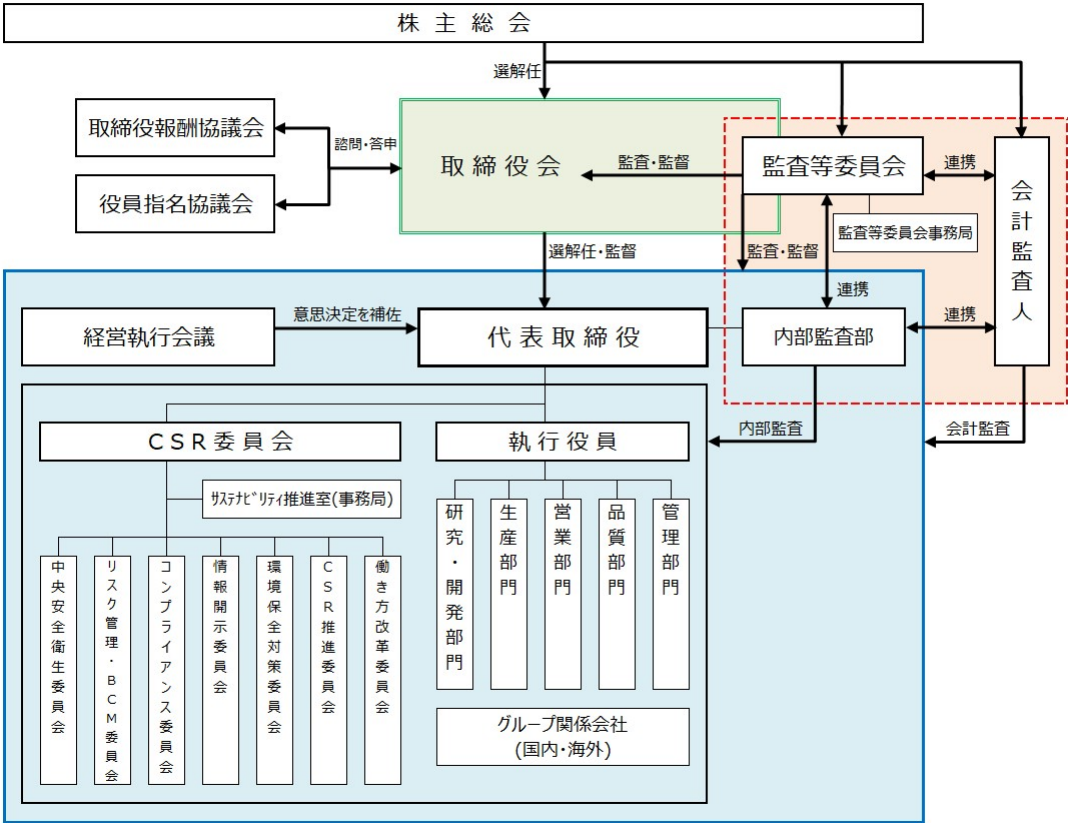 株主総会
選解任
取締役報酬協議会
諮問・答申
役員指名協議会
取締役会
監査・監督
監査等委員会
連携
会計監査人
監査等委員会事務局
選解任・監督
監査・監督
連携
経営執行会議
意思決定を補佐
代表取締役
内部監査部
連携
内部監査
会計監査
CSR委員会
執行役員
ｻｽﾃﾅﾋﾞﾘﾃｨ推進室(事務局)
研究・開発部門
生産部門
営業部門
品質部門
管理部門
中央安全衛生委員会
リスク管理・BCM委員会
コンプライアンス委員会
情報開示委員会
環境保全対策委員会
CSR推進委員会
働き方改革委員会
グループ関係会社
(国内・海外)